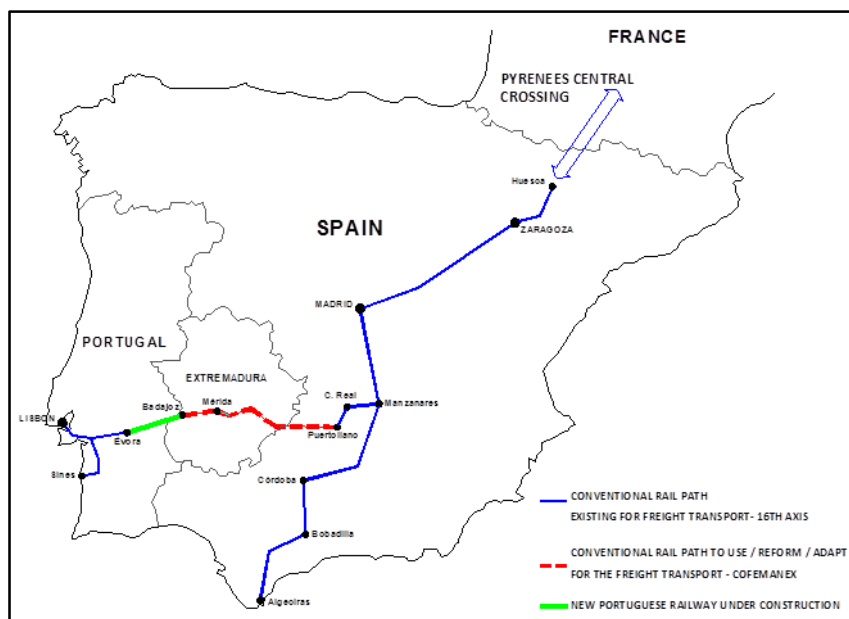 FRANCE
PYRENEES CENTRAL
CROSSING
Huesca
ZARAGOZA
SPAIN
MADRID
PORTUGAL
EXTREMADURA
C. Real
Manzanares
Badajoz
Mérida
LISBON
Evora
Puertollano
Sines
Córdoba
Bobadilla
Algeciras
CONVENTIONAL RAIL PATH
EXISTING FOR FREIGHT TRANSPORT- 16TH AXIS
CONVENTIONAL RAIL PATH TO USE / REFORM / ADAPT
FOR THE FREIGHT TRANSPORT - COFEMANEX
NEW PORTUGUESE RAILWAY UNDER CONSTRUCTION